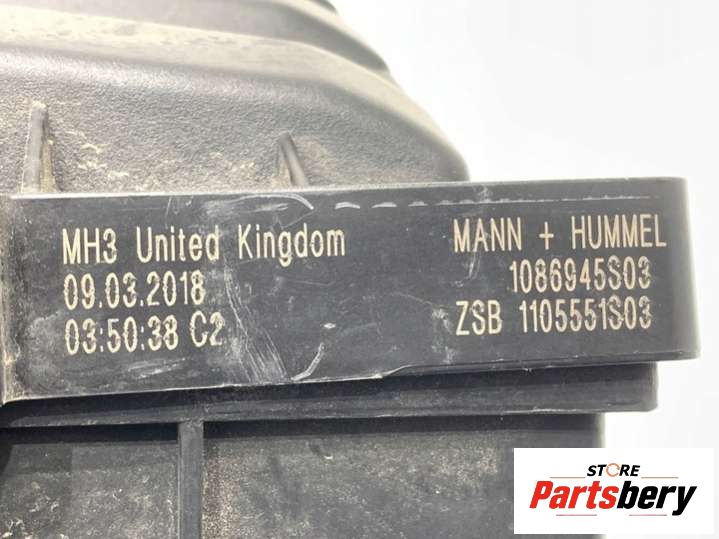 MH3 United Kingdom
09.03.2018
03:50:38 C2
MANN + HUMMEL
1086945S03
ZSB 1105551S03
STORE
Partsbery